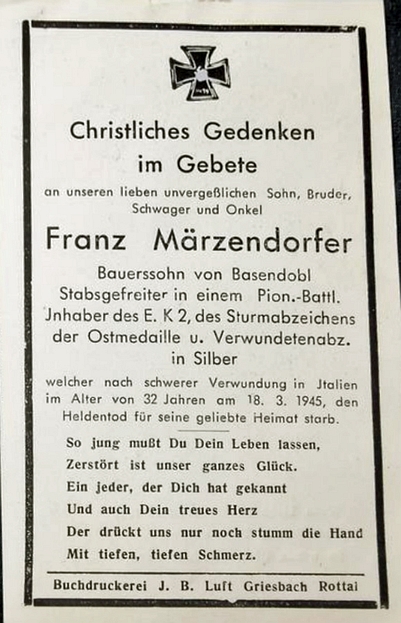 Christliches Gedenken
im Gebete
an unseren lieben unvergeßlichen Sohn, Bruder,
Schwager und Onkel
Franz Märzendorfer
Bauerssohn von Basendobl
Stabsgefreiter in einem Pion.-Battl.
Jnhaber des E. K 2, des Sturmabzeichens
der Ostmedaille u. Verwundetenabz.
in Silber
welcher nach schwerer Verwundung in Jtalien
im Alter von 32 Jahren am 18. 3. 1945, den
Heldentod für seine geliebte Heimat starb.
So jung mußt Du Dein Leben lassen,
Zerstört ist unser ganzes Glück.
Ein jeder, der Dich hat gekannt
Und auch Dein treues Herz
Der drückt uns nur noch stumm die Hand
Mit tiefen, tiefen Schmerz.
Buchdruckerei J. B. Luft Griesbach Rottal